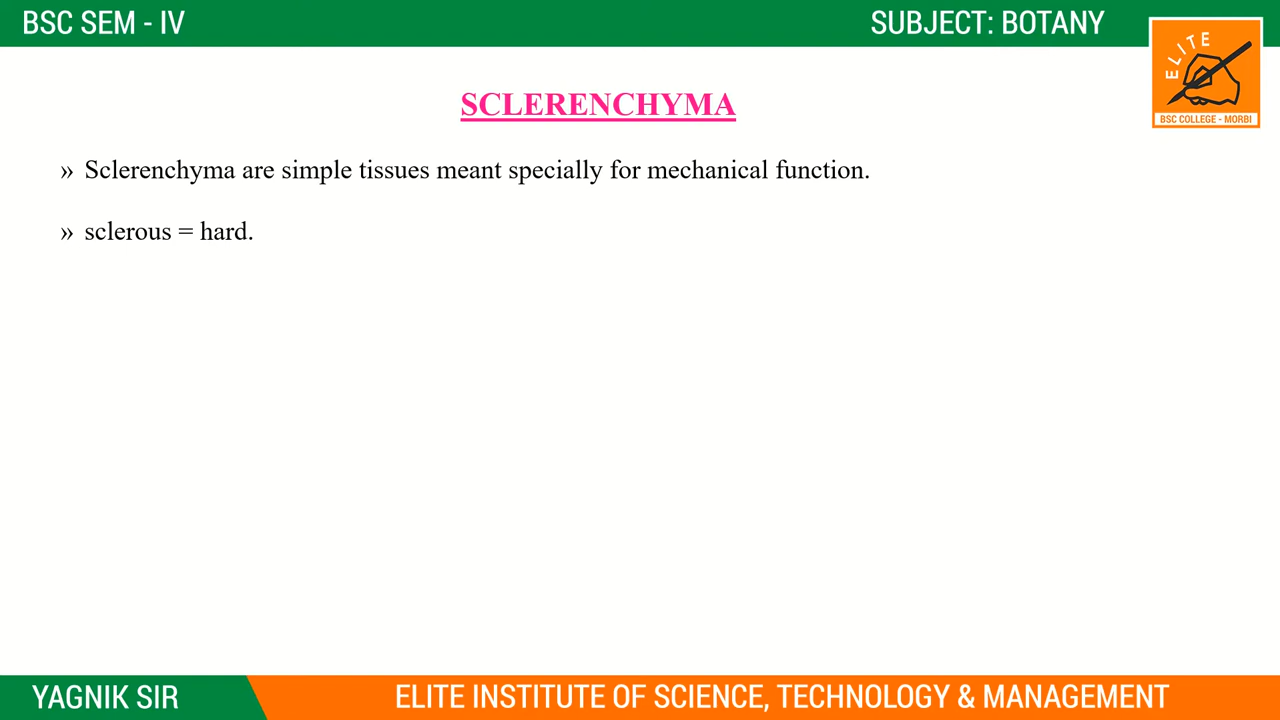 BSC SEM - IV
SUBJECT: BOTANY
ELITE
BSC COLLEGE - MORBI
SCLERENCHYMA
» Sclerenchyma are simple tissues meant specially for mechanical function.
» sclerous = hard.
YAGNIK SIR
ELITE INSTITUTE OF SCIENCE, TECHNOLOGY & MANAGEMENT